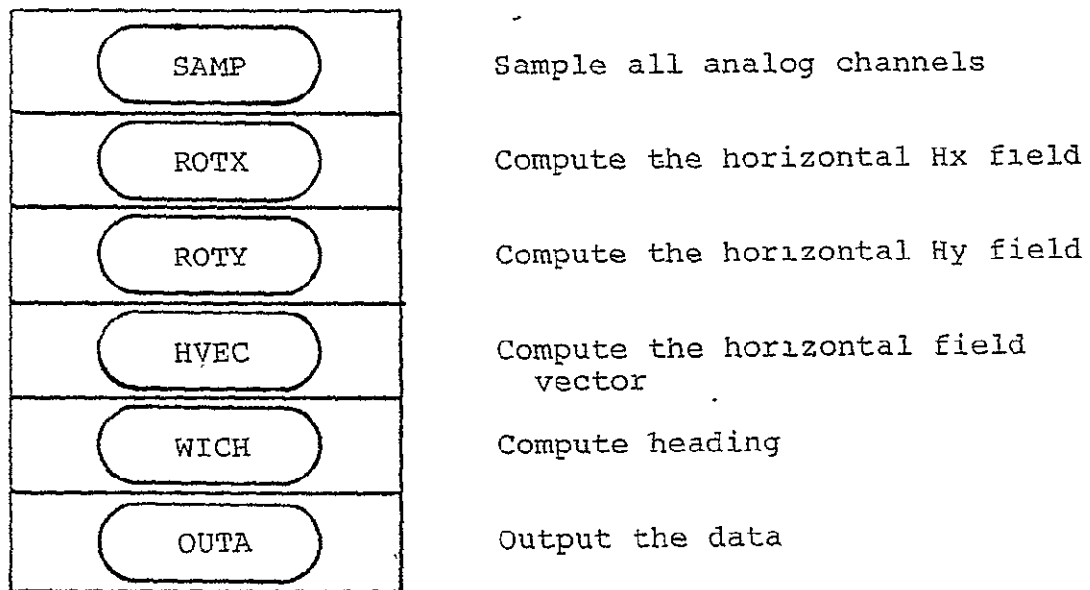 SAMP Sample all analog channels
ROTX Compute the horizontal Hx field
ROTY Compute the horizontal Hy field
HVEC Compute the horizontal field
vector
WICH Compute heading
OUTA Output the data